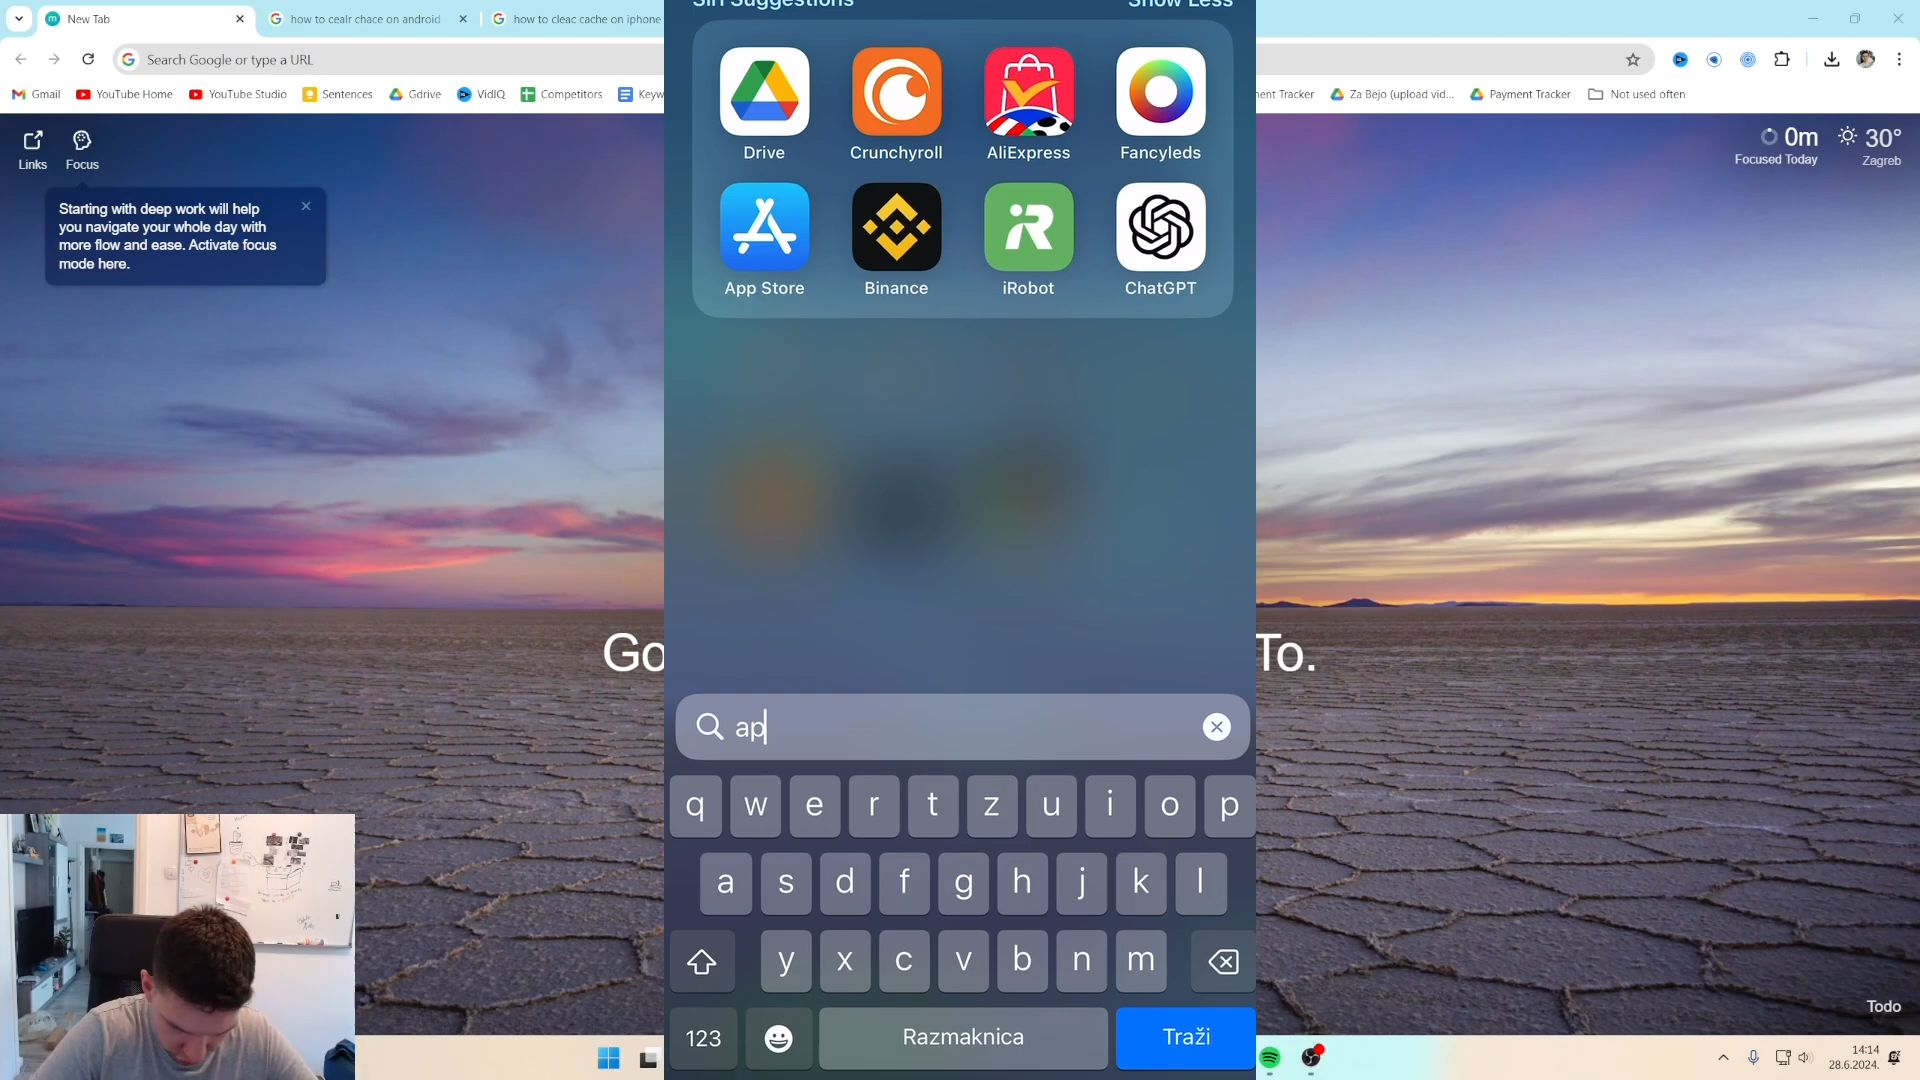 New Tab
how to cealr chace on android
how to cleac cache on iphone
Search Google or type a URL
Gmail
YouTube Home
YouTube Studio
Sentences
Gdrive
VidIQ
Competitors
Keyw
ent Tracker
Za Bejo (upload vid...
Payment Tracker
Not used often
Links
Focus
Starting with deep work will help
you navigate your whole day with
more flow and ease. Activate focus
mode here.
0m
Focused Today
30°
Zagreb
Siri Suggestions
Show Less
Drive
Crunchyroll
AliExpress
Fancyleds
App Store
Binance
iRobot
ChatGPT
Go
To.
ap
q w e r t z u i o p
a s d f g h j k l
y x c v b n m
123
Razmaknica
Traži
Todo
14:14
28.6.2024.